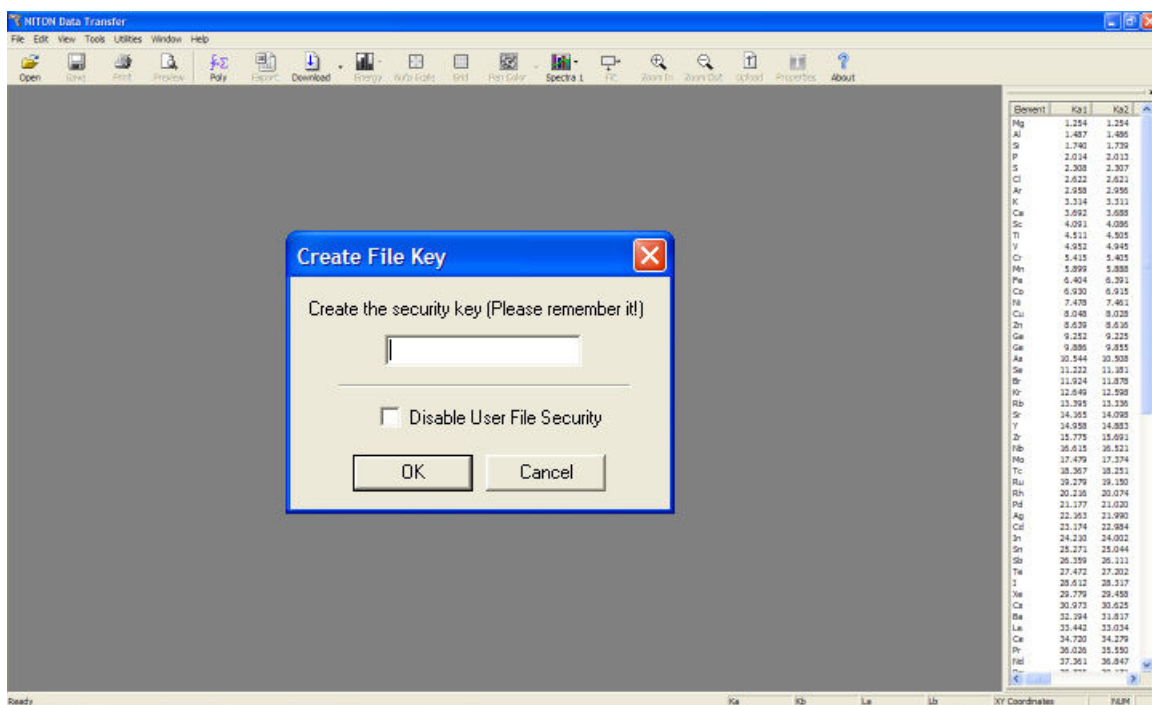 NITON Data Transfer
File Edit View Tools Utilities Window Help
Open Save Print Preview Poly Export Download Energy Auto Scale Grid Pen Color Spectra 1 Fit Zoom In Zoom Out Upload Properties About
Element Ka1 Ka2
Mg 1.254 1.254
Al 1.487 1.486
Si 1.740 1.739
P 2.014 2.013
S 2.308 2.307
Cl 2.622 2.621
Ar 2.958 2.956
K 3.314 3.311
Ca 3.692 3.688
Sc 4.091 4.086
Ti 4.511 4.505
V 4.952 4.945
Cr 5.415 5.405
Mn 5.899 5.888
Fe 6.404 6.391
Co 6.930 6.915
Ni 7.478 7.461
Cu 8.048 8.028
Zn 8.639 8.616
Ga 9.252 9.225
Ge 9.886 9.855
As 10.544 10.508
Se 11.222 11.181
Br 11.924 11.878
Kr 12.649 12.598
Rb 13.395 13.336
Sr 14.165 14.098
Y 14.958 14.883
Zr 15.775 15.691
Nb 16.615 16.521
Mo 17.479 17.374
Tc 18.367 18.251
Ru 19.279 19.150
Rh 20.216 20.074
Pd 21.177 21.020
Ag 22.163 21.990
Cd 23.174 22.984
In 24.210 24.002
Sn 25.271 25.044
Sb 26.359 26.111
Te 27.472 27.202
I 28.612 28.317
Xe 29.779 29.458
Cs 30.973 30.625
Ba 32.194 31.817
La 33.442 33.034
Ce 34.720 34.279
Pr 36.026 35.550
Nd 37.361 36.847
Create File Key
Create the security key (Please remember it!)
Disable User File Security
OK Cancel
Ready Ka Kb La Lb XY Coordinates NUM